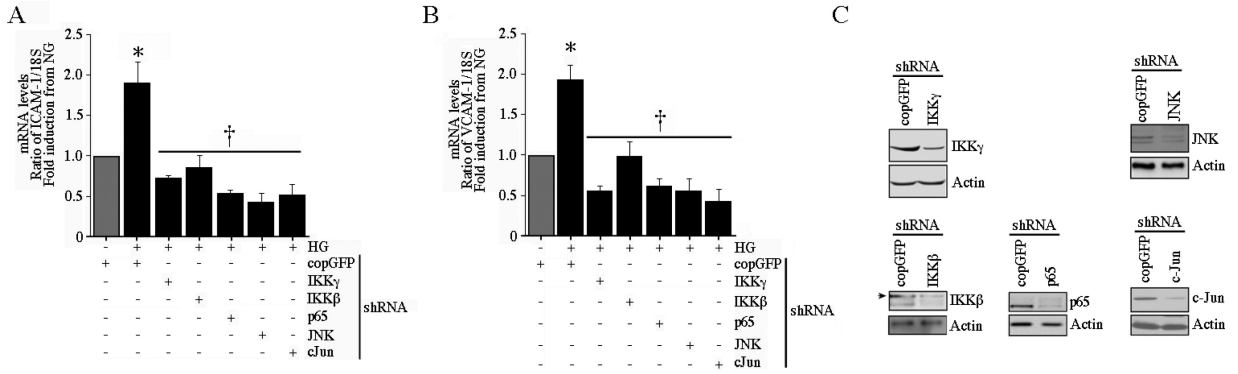 A
mRNA levels
Ratio of ICAM-1/18S
Fold induction from NG
2.5
2.0
1.5
1.0
0.5
0
*
†
- + + + + + + HG
+ + - - - - - copGFP
- - + - - - - IKKγ
- - - + - - - IKKβ
- - - - + - - p65
- - - - - + - JNK
- - - - - - + cJun
shRNA
B
mRNA levels
Ratio of VCAM-1/18S
Fold induction from NG
2.5
2.0
1.5
1.0
0.5
0
*
†
- + + + + + + HG
+ + - - - - - copGFP
- - + - - - - IKKγ
- - - + - - - IKKβ
- - - - + - - p65
- - - - - + - JNK
- - - - - - + cJun
shRNA
C
shRNA
copGFP
IKKγ
IKKγ
Actin
shRNA
copGFP
JNK
JNK
Actin
shRNA
copGFP
IKKβ
IKKβ
Actin
shRNA
copGFP
p65
p65
Actin
shRNA
copGFP
c-Jun
c-Jun
Actin